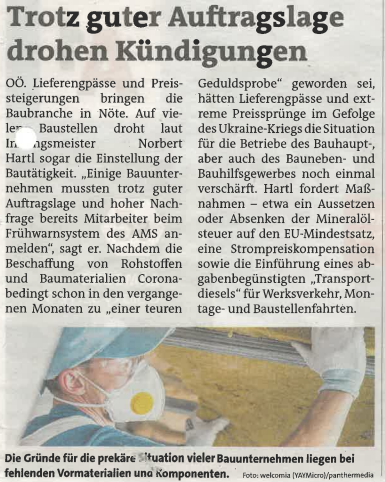 Trotz guter Auftragslage
drohen Kündigungen
OÖ. Lieferengpässe und Preis-
steigerungen bringen die
Baubranche in Nöte. Auf vie-
len Baustellen droht laut
Norbert
Hartl sogar die Einstellung der
Bautätigkeit. „Einige Bauunter-
nehmen mussten trotz guter
Auftragslage und hoher Nach-
frage bereits Mitarbeiter beim
Frühwarnsystem des AMS an-
melden“, sagt er. Nachdem die
Beschaffung von Rohstoffen
und Baumaterialien Corona-
bedingt schon in den vergange-
nen Monaten zu „einer teuren
Geduldsprobe“ geworden sei,
hätten Lieferengpässe und ext-
reme Preissprünge im Gefolge
des Ukraine-Kriegs die Situation
für die Betriebe des Bauhaupt-,
aber auch des Bauneben- und
Bauhilfsgewerbes noch einmal
verschärft. Hartl fordert Maß-
nahmen – etwa ein Aussetzen
oder Absenken der Mineralöl-
steuer auf den EU-Mindestsatz,
eine Strompreiskompensation
sowie die Einführung eines ab-
gabenbegünstigten „Transport-
diesels“ für Werksverkehr, Mon-
tage- und Baustellenfahrten.
Die Gründe für die prekäre Situation vieler Bauunternehmen liegen bei
fehlenden Vormaterialien und Komponenten. Foto: welcomia (YAYMicro)/panthermedia